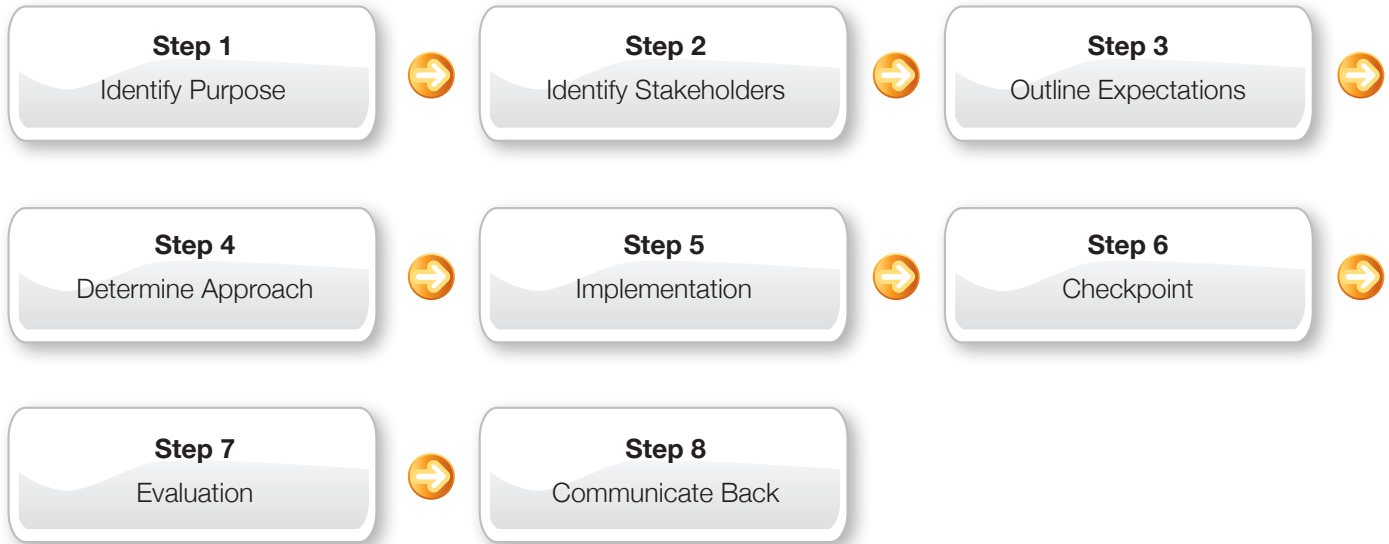 Step 1
Identify Purpose
Step 2
Identify Stakeholders
Step 3
Outline Expectations
Step 4
Determine Approach
Step 5
Implementation
Step 6
Checkpoint
Step 7
Evaluation
Step 8
Communicate Back